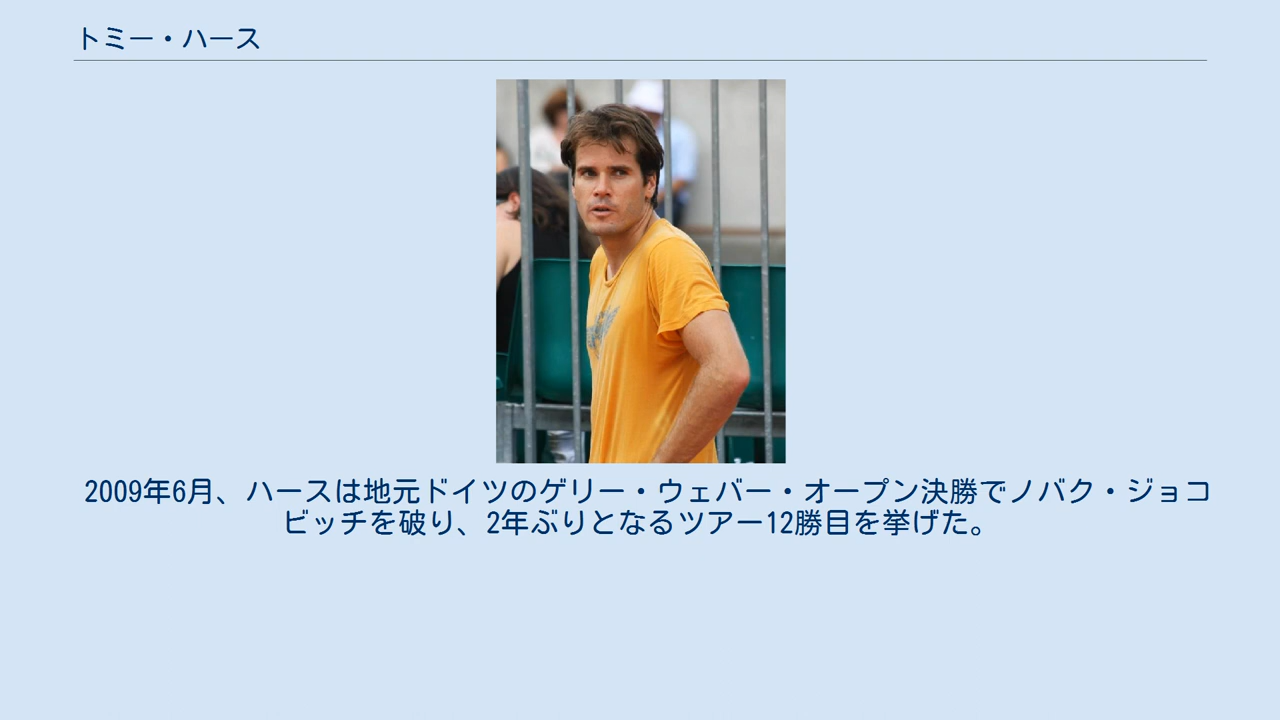 トミー・ハース
2009年6月、ハースは地元ドイツのゲリー・ウェバー・オープン決勝でノバク・ジョコ
ビッチを破り、2年ぶりとなるツアー12勝目を挙げた。